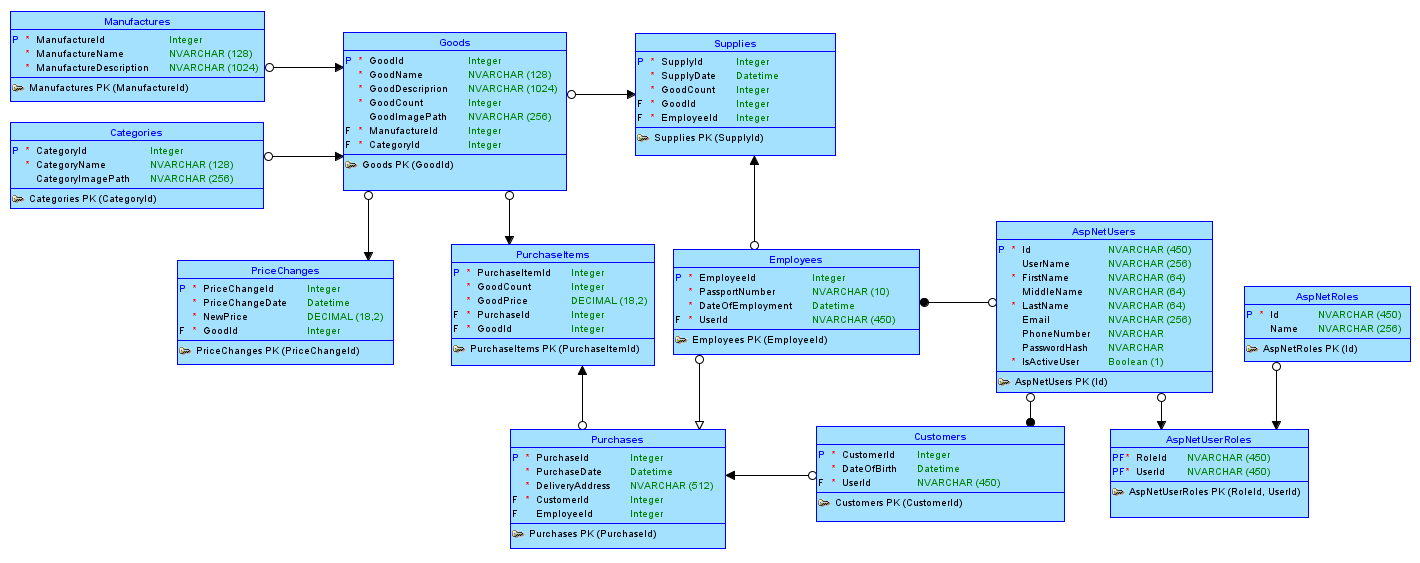 Manufactures
P * ManufactureId Integer
* ManufactureName NVARCHAR (128)
* ManufactureDescription NVARCHAR (1024)
Manufactures PK (ManufactureId)
Categories
P * CategoryId Integer
* CategoryName NVARCHAR (128)
CategoryImagePath NVARCHAR (256)
Categories PK (CategoryId)
Goods
P * GoodId Integer
* GoodName NVARCHAR (128)
* GoodDescriprion NVARCHAR (1024)
* GoodCount Integer
GoodImagePath NVARCHAR (256)
F * ManufactureId Integer
F * CategoryId Integer
Goods PK (GoodId)
Supplies
P * SupplyId Integer
* SupplyDate Datetime
* GoodCount Integer
F * GoodId Integer
F * EmployeeId Integer
Supplies PK (SupplyId)
PriceChanges
P * PriceChangeId Integer
* PriceChangeDate Datetime
* NewPrice DECIMAL (18,2)
F * GoodId Integer
PriceChanges PK (PriceChangeId)
PurchaseItems
P * PurchaseItemId Integer
* GoodCount Integer
* GoodPrice DECIMAL (18,2)
F * PurchaseId Integer
F * GoodId Integer
PurchaseItems PK (PurchaseItemId)
Employees
P * EmployeeId Integer
* PassportNumber NVARCHAR (10)
* DateOfEmployment Datetime
F * UserId NVARCHAR (450)
Employees PK (EmployeeId)
AspNetUsers
P * Id NVARCHAR (450)
UserName NVARCHAR (256)
* FirstName NVARCHAR (64)
MiddleName NVARCHAR (64)
* LastName NVARCHAR (64)
Email NVARCHAR (256)
PhoneNumber NVARCHAR
PasswordHash NVARCHAR
* IsActiveUser Boolean (1)
AspNetUsers PK (Id)
AspNetRoles
P * Id NVARCHAR (450)
Name NVARCHAR (256)
AspNetRoles PK (Id)
Purchases
P * PurchaseId Integer
* PurchaseDate Datetime
* DeliveryAddress NVARCHAR (512)
F * CustomerId Integer
F EmployeeId Integer
Purchases PK (PurchaseId)
Customers
P * CustomerId Integer
* DateOfBirth Datetime
F * UserId NVARCHAR (450)
Customers PK (CustomerId)
AspNetUserRoles
PF* RoleId NVARCHAR (450)
PF* UserId NVARCHAR (450)
AspNetUserRoles PK (RoleId, UserId)